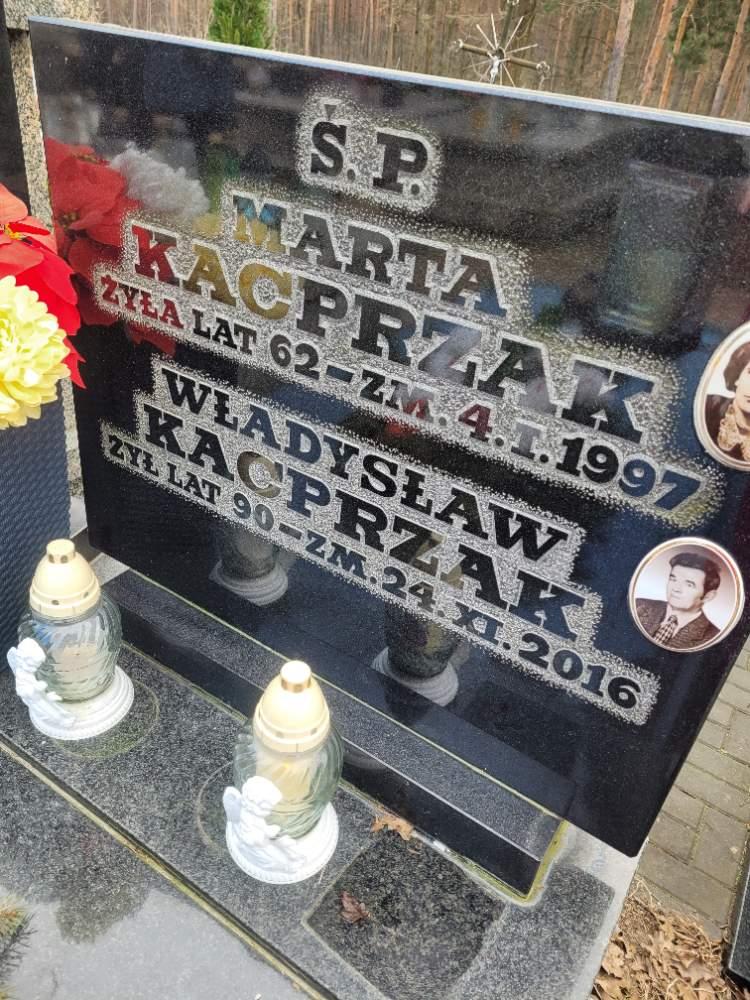 Ś. P.
MARTA
KACPRZAK
ŻYŁA LAT 62 – ZM. 4. I. 1997
WŁADYSŁAW
KACPRZAK
ŻYŁ LAT 90 – ZM. 24. XI. 2016